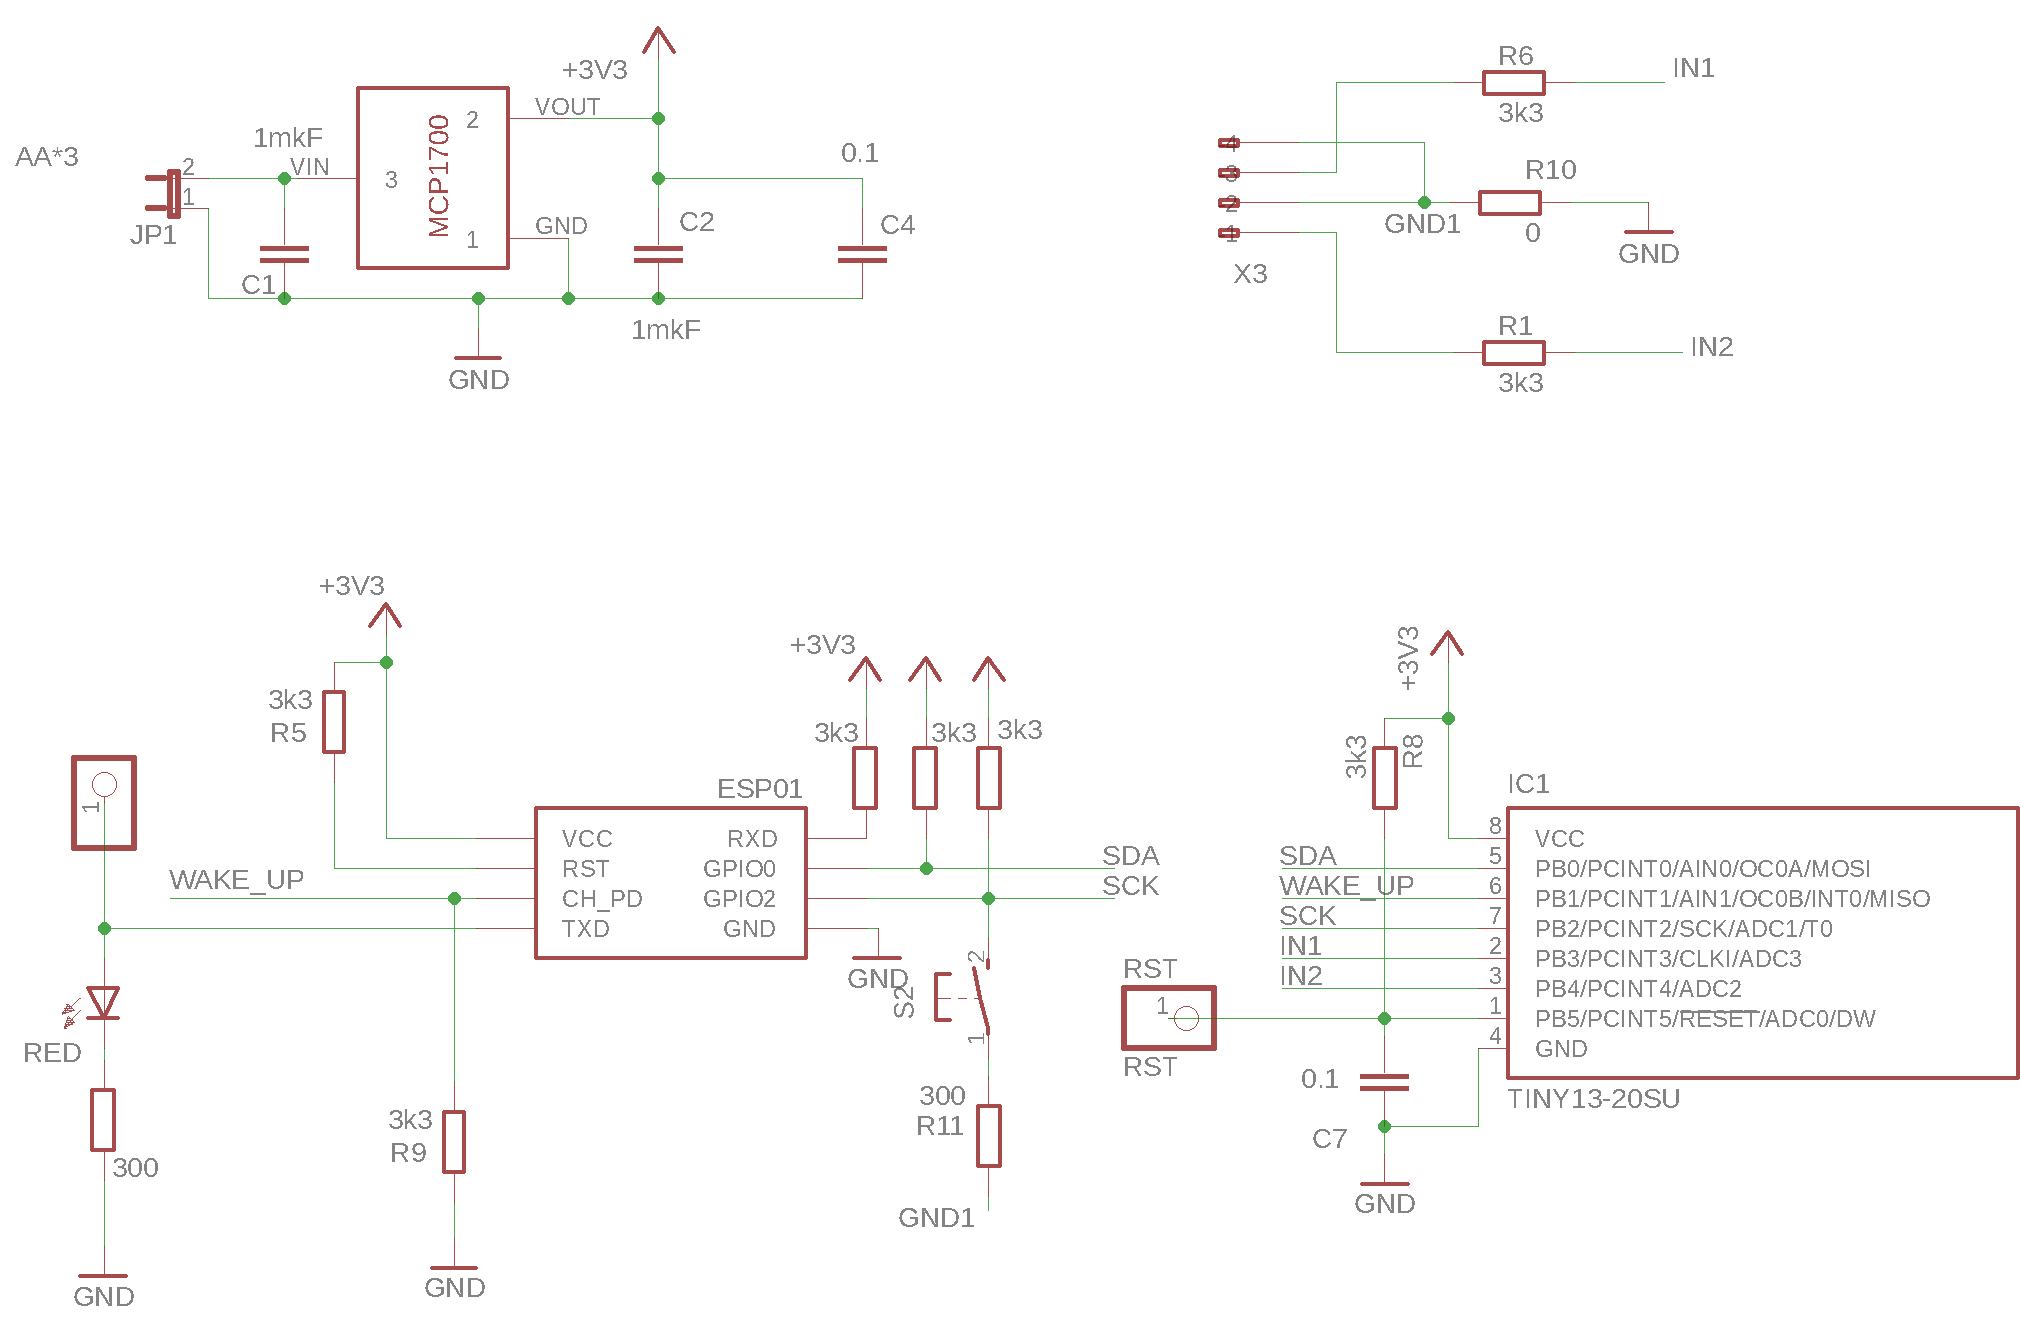 +3V3
AA*3
1mkF
VIN
2
1
JP1
C1
3
MCP1700
2
1
VOUT
GND
C2
0.1
C4
1mkF
GND
R6
3k3
IN1
4
3
2
1
X3
GND1
R10
0
GND
R1
3k3
IN2
+3V3
3k3
R5
1
WAKE_UP
RED
300
GND
3k3
R9
GND
ESP01
VCC
RST
CH_PD
TXD
RXD
GPIO0
GPIO2
GND
+3V3
3k3
3k3
3k3
SDA
SCK
GND
S2
2
1
300
R11
GND1
+3V3
3k3
R8
IC1
SDA
WAKE_UP
SCK
IN1
IN2
RST
1
RST
0.1
C7
GND
8 VCC
5 PB0/PCINT0/AIN0/OC0A/MOSI
6 PB1/PCINT1/AIN1/OC0B/INT0/MISO
7 PB2/PCINT2/SCK/ADC1/T0
2 PB3/PCINT3/CLKI/ADC3
3 PB4/PCINT4/ADC2
1 PB5/PCINT5/RESET/ADC0/DW
4 GND
TINY13-20SU